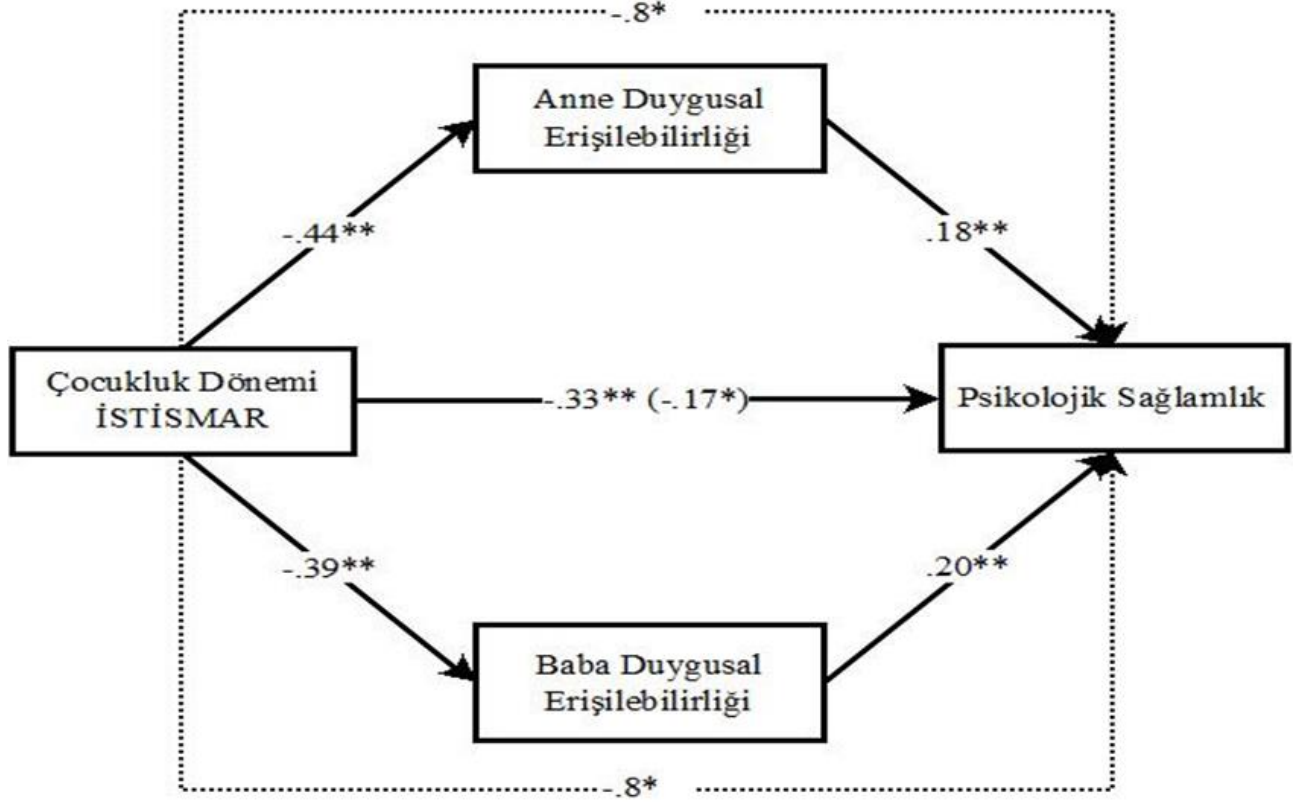 -.8*
Anne Duygusal
Erişilebilirliği
-.44**
.18**
Çocukluk Dönemi
İSTİSMAR
-.33** (-.17*)
Psikolojik Sağlamlık
-.39**
.20**
Baba Duygusal
Erişilebilirliği
-.8*